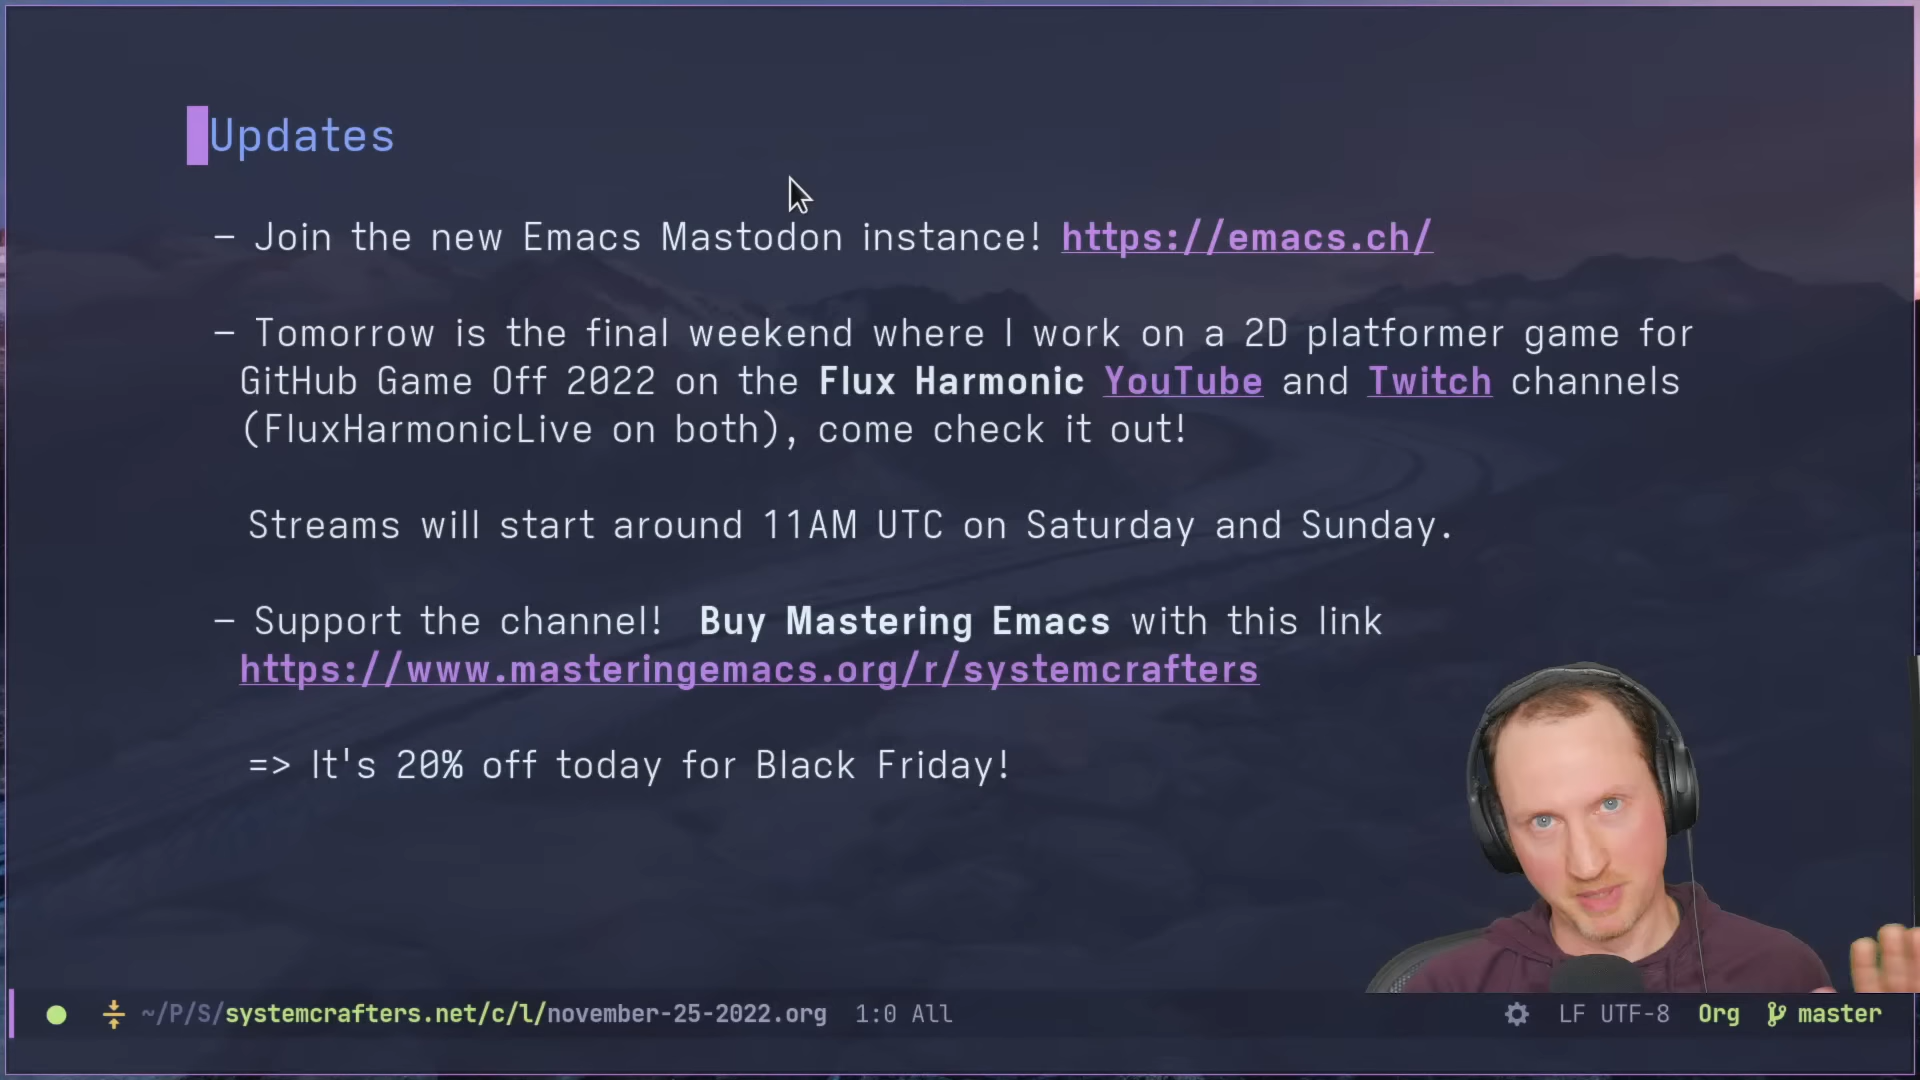 Updates
– Join the new Emacs Mastodon instance! https://emacs.ch/
– Tomorrow is the final weekend where I work on a 2D platformer game for
GitHub Game Off 2022 on the Flux Harmonic YouTube and Twitch channels
(FluxHarmonicLive on both), come check it out!
Streams will start around 11AM UTC on Saturday and Sunday.
– Support the channel!  Buy Mastering Emacs with this link
https://www.masteringemacs.org/r/systemcrafters
=> It's 20% off today for Black Friday!
~/P/S/systemcrafters.net/c/l/november-25-2022.org 1:0 All LF UTF-8 Org master